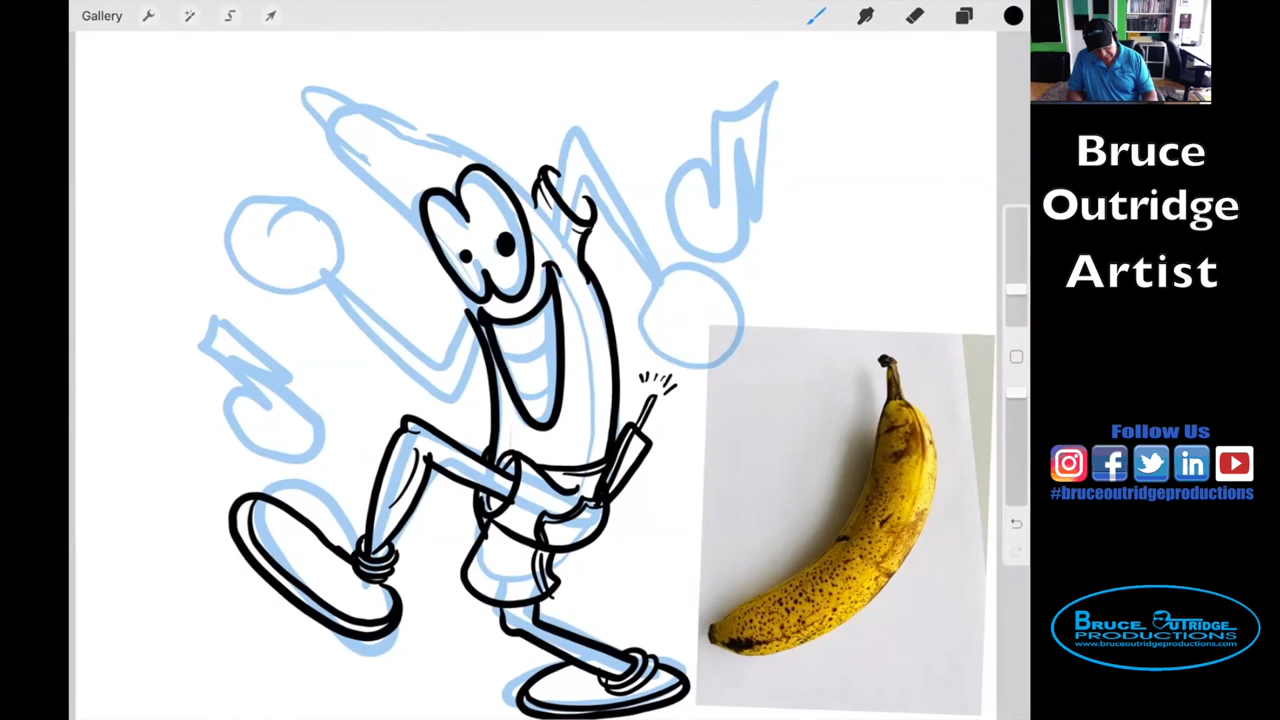 Gallery
Bruce
Outridge
Artist
Follow Us
#bruceoutridgeproductions
BRUCE OUTRIDGE
PRODUCTIONS
www.bruceoutridgeproductions.com